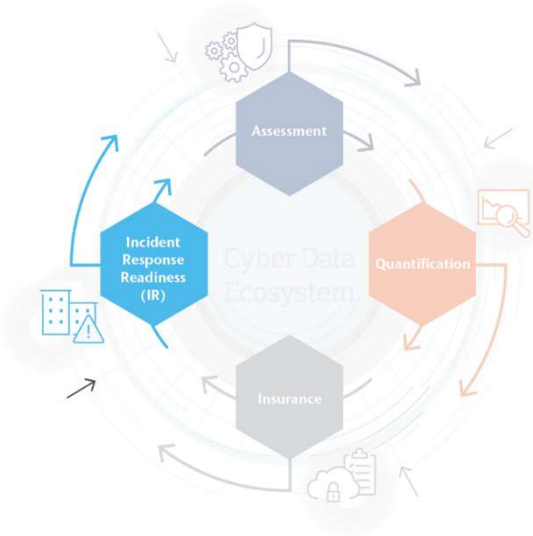 Assessment
Incident
Response
Readiness
(IR)
Cyber Data
Ecosystem
Quantification
Insurance